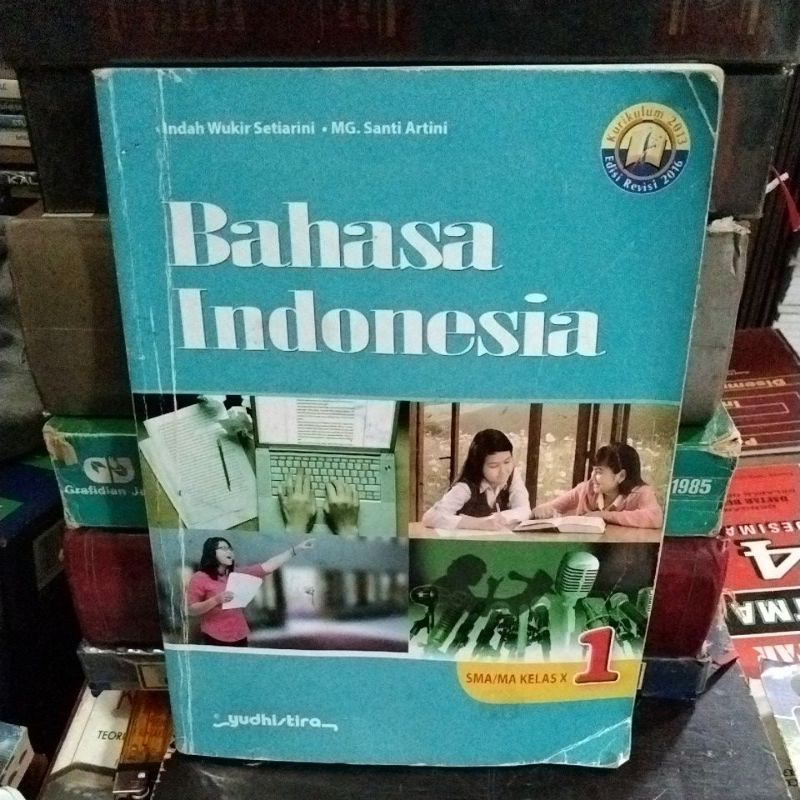 Indah Wukir Setiarini • MG. Santi Artini
Kurikulum 2013
Edisi Revisi 2016
Bahasa
Indonesia
SMA/MA KELAS X
1
yudhistira
Grafidian
1985
4